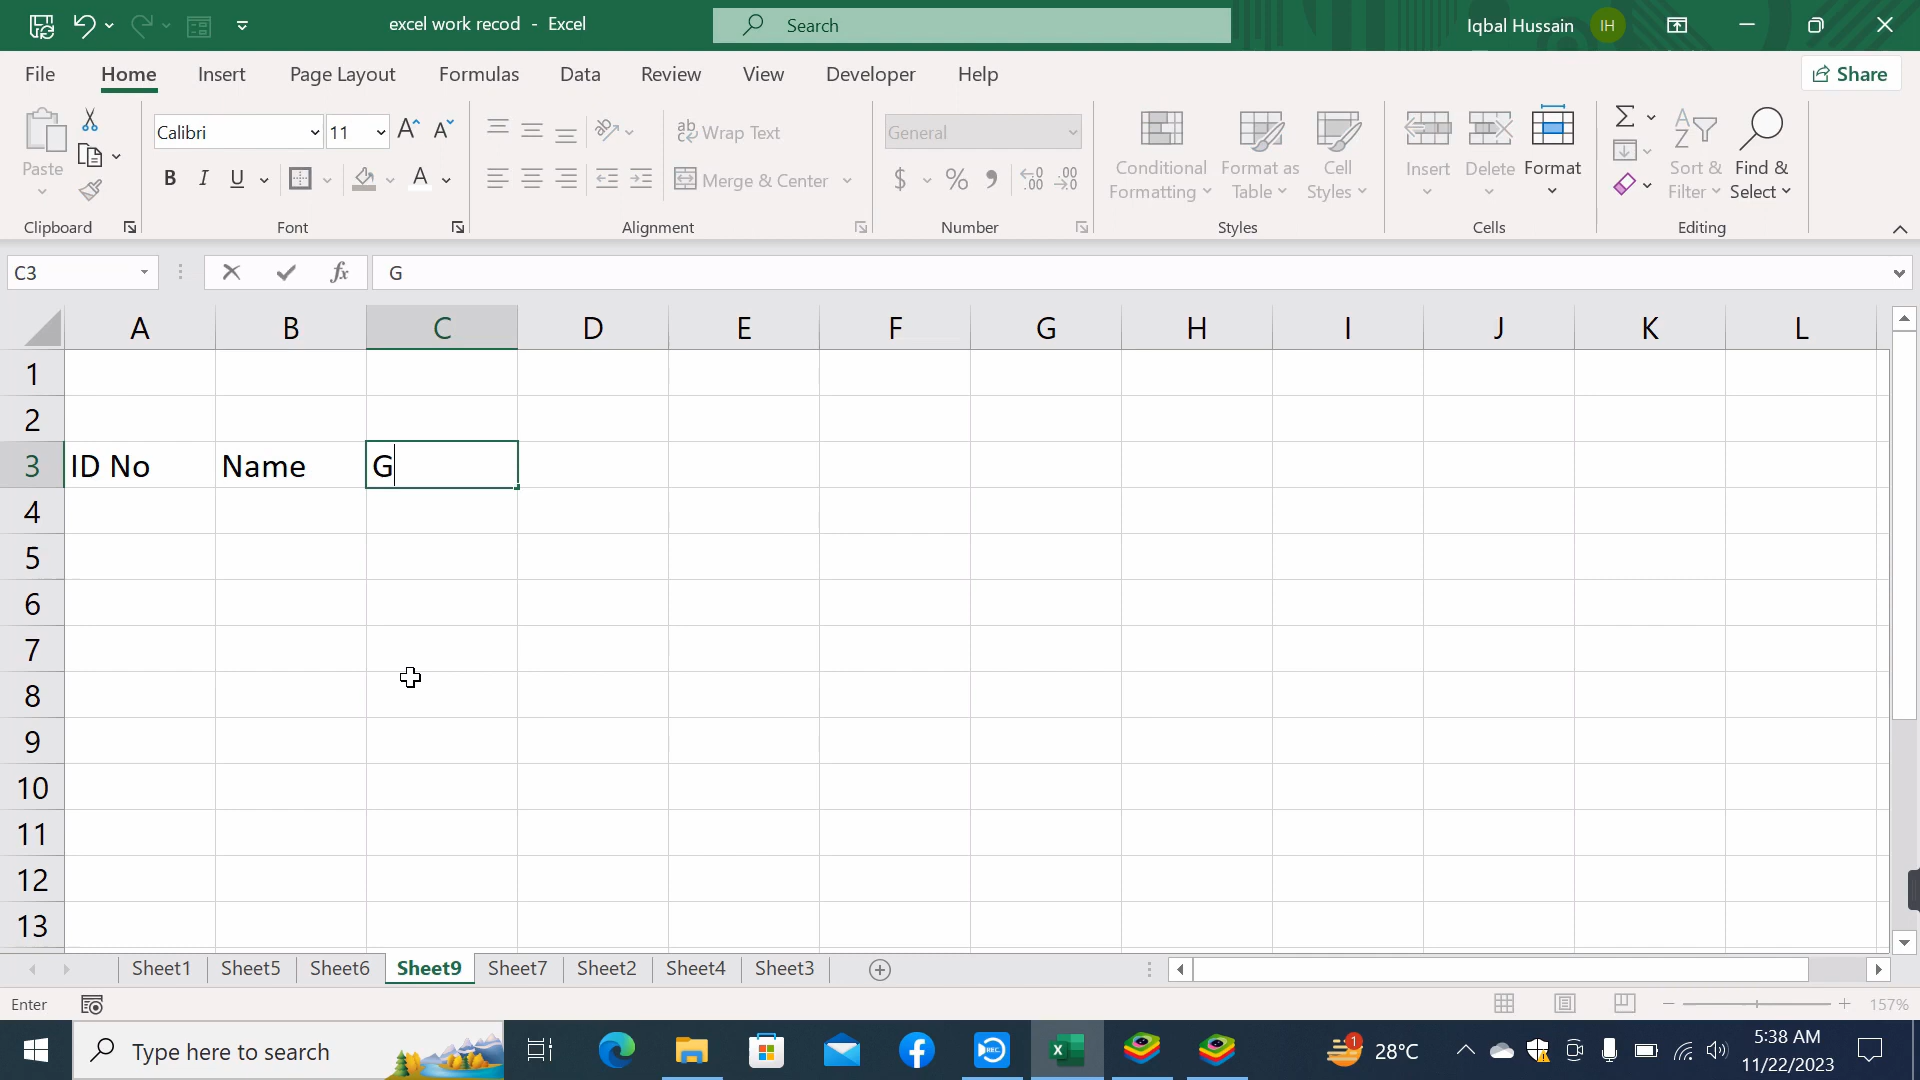 excel work recod - Excel
Search
Iqbal Hussain
IH
File Home Insert Page Layout Formulas Data Review View Developer Help
Share
Paste
Calibri
11
Wrap Text
Merge & Center
General
Conditional Formatting
Format as Table
Cell Styles
Insert
Delete
Format
Sort & Filter
Find & Select
Clipboard
Font
Alignment
Number
Styles
Cells
Editing
C3
fx
G
A B C D E F G H I J K L
1
2
3 ID No Name G
4
5
6
7
8
9
10
11
12
13
Sheet1 Sheet5 Sheet6 Sheet9 Sheet7 Sheet2 Sheet4 Sheet3
Enter
157%
Type here to search
REC
1
28°C
5:38 AM
11/22/2023